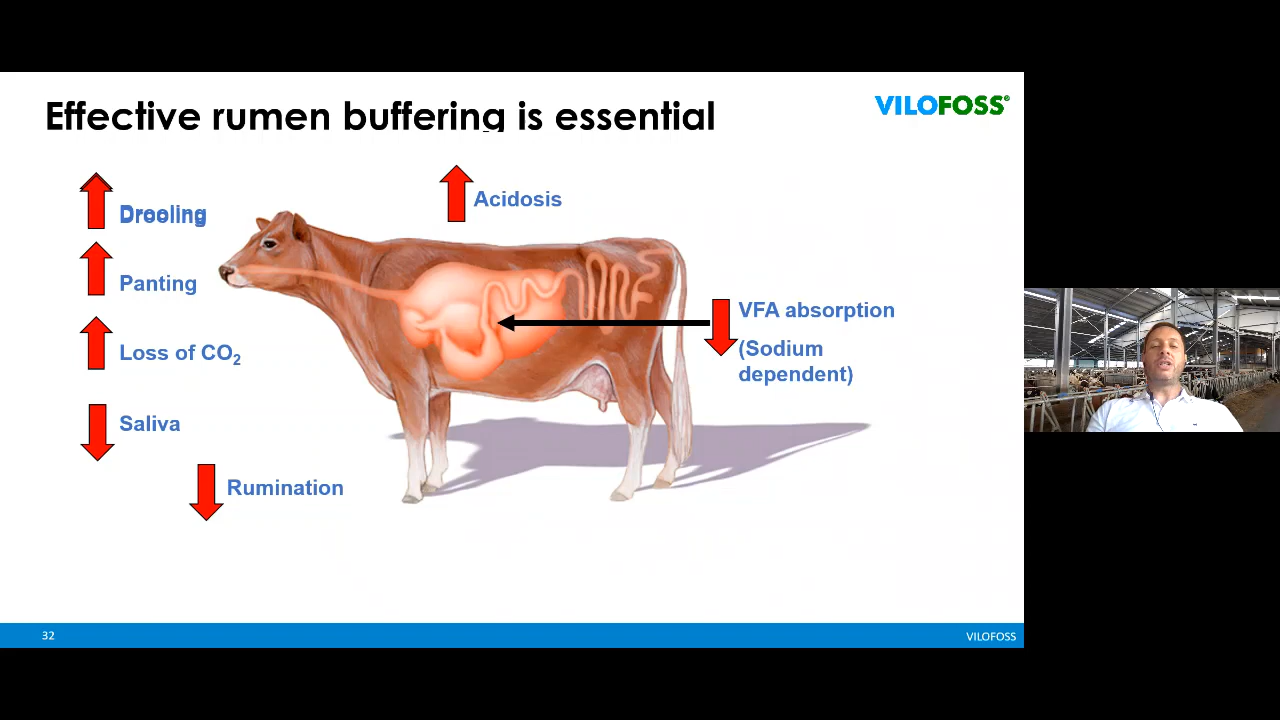 Effective rumen buffering is essential
VILOFOSS®
Drooling
Acidosis
Panting
VFA absorption
(Sodium
dependent)
Loss of CO₂
Saliva
Rumination
32
VILOFOSS